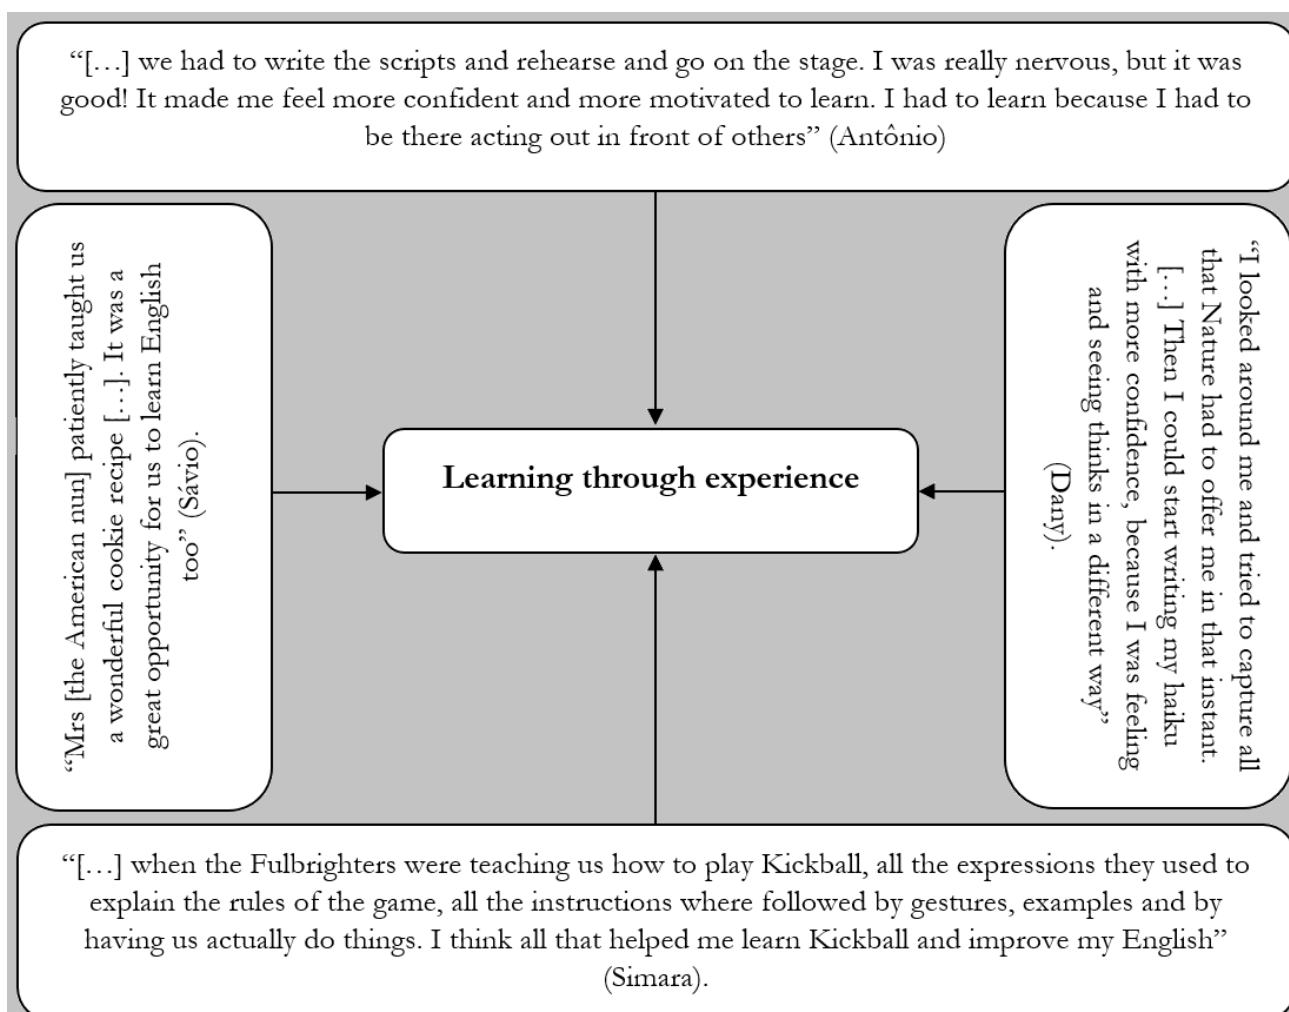 “[…] we had to write the scripts and rehearse and go on the stage. I was really nervous, but it was
good! It made me feel more confident and more motivated to learn. I had to learn because I had to
be there acting out in front of others” (Antônio)
“Mrs [the American nun] patiently taught us
a wonderful cookie recipe […]. It was a
great opportunity for us to learn English
too” (Sávio).
Learning through experience
“I looked around me and tried to capture all
that Nature had to offer me in that instant.
[…] Then I could start writing my haiku
with more confidence, because I was feeling
and seeing thinks in a different way”
(Dany).
“[…] when the Fulbrighters were teaching us how to play Kickball, all the expressions they used to
explain the rules of the game, all the instructions where followed by gestures, examples and by
having us actually do things. I think all that helped me learn Kickball and improve my English”
(Simara).